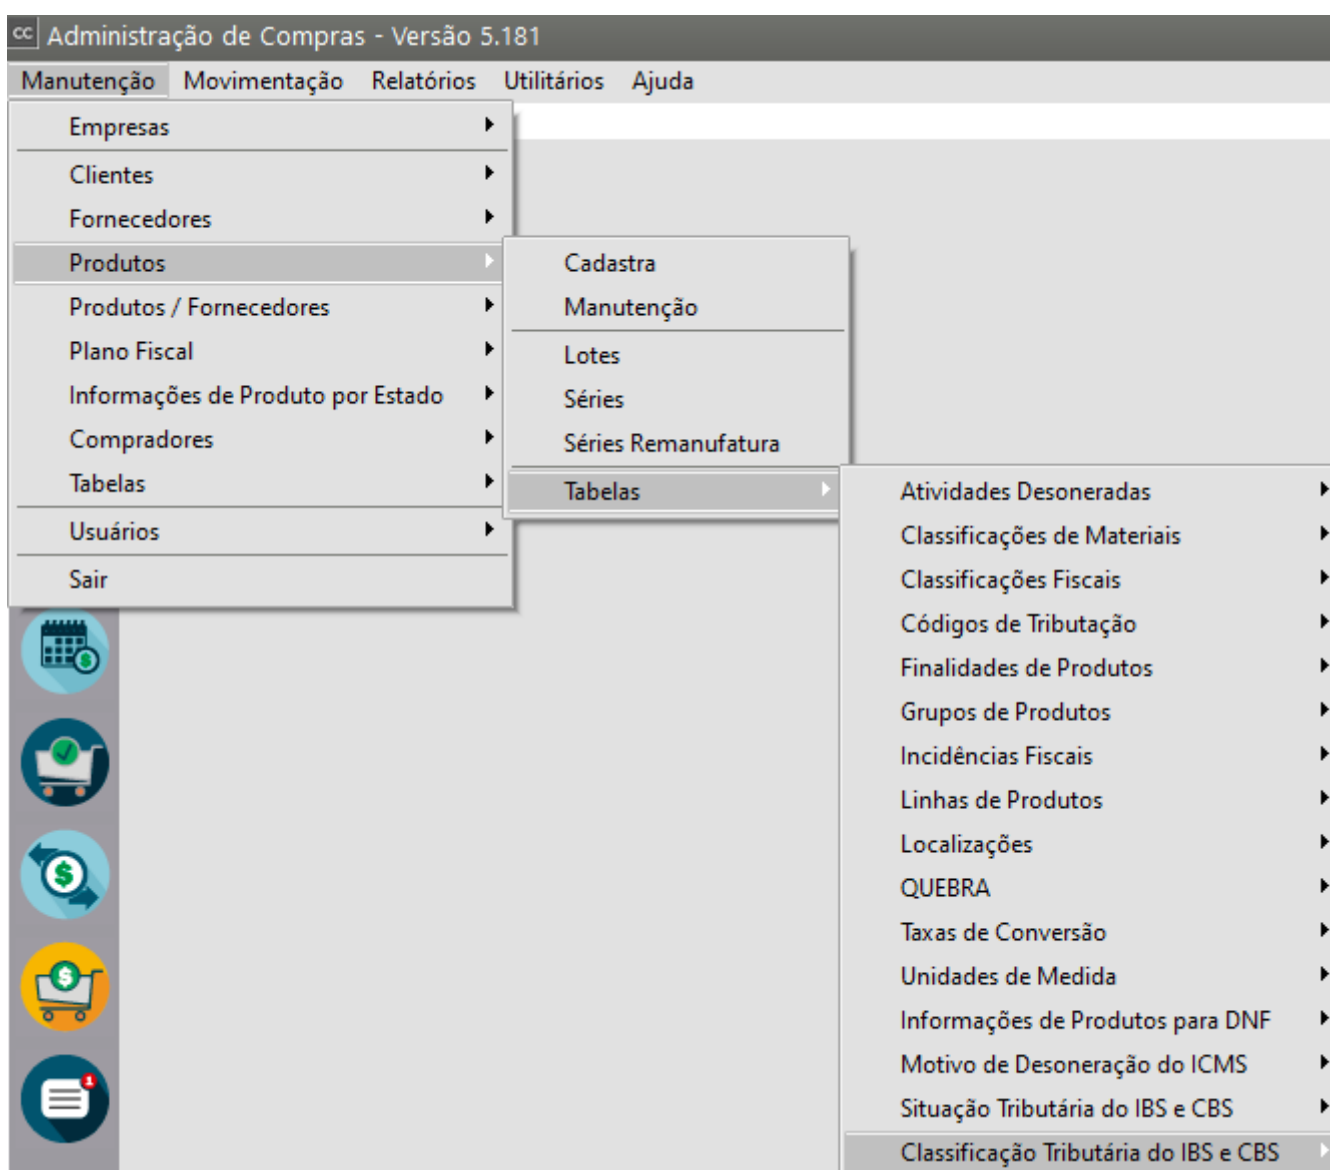 cc Administração de Compras - Versão 5.181
Manutenção Movimentação Relatórios Utilitários Ajuda
Empresas
Clientes
Fornecedores
Produtos
Produtos / Fornecedores
Plano Fiscal
Informações de Produto por Estado
Compradores
Tabelas
Usuários
Sair
Cadastra
Manutenção
Lotes
Séries
Séries Remanufatura
Tabelas
Atividades Desoneradas
Classificações de Materiais
Classificações Fiscais
Códigos de Tributação
Finalidades de Produtos
Grupos de Produtos
Incidências Fiscais
Linhas de Produtos
Localizações
QUEBRA
Taxas de Conversão
Unidades de Medida
Informações de Produtos para DNF
Motivo de Desoneração do ICMS
Situação Tributária do IBS e CBS
Classificação Tributária do IBS e CBS
$
$
$
1